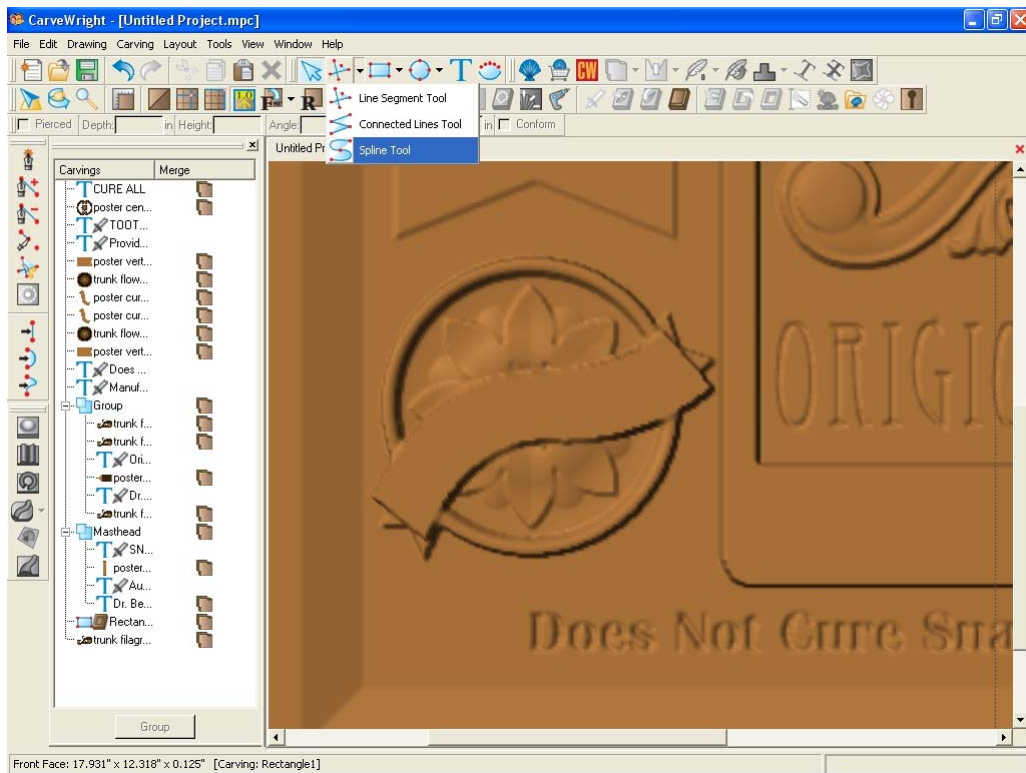 CarveWright - [Untitled Project.mpc]
File Edit Drawing Carving Layout Tools View Window Help
CW
Pierced Depth: in Height: Angle: in Conform
Line Segment Tool
Connected Lines Tool
Spline Tool
Untitled Pr
Carvings Merge
CURE ALL
poster cen...
TOOT...
Provid...
poster vert...
trunk flow...
poster cur...
poster cur...
trunk flow...
poster vert...
Does ...
Manuf...
Group
trunk f...
trunk f...
Ori...
poster...
Dr....
trunk f...
Masthead
SN...
poster...
Au...
Dr. Be...
Rectan...
trunk filagr...
Group
ORIGI
Does Not Cure Sna
Front Face: 17.931" x 12.318" x 0.125" [Carving: Rectangle1]